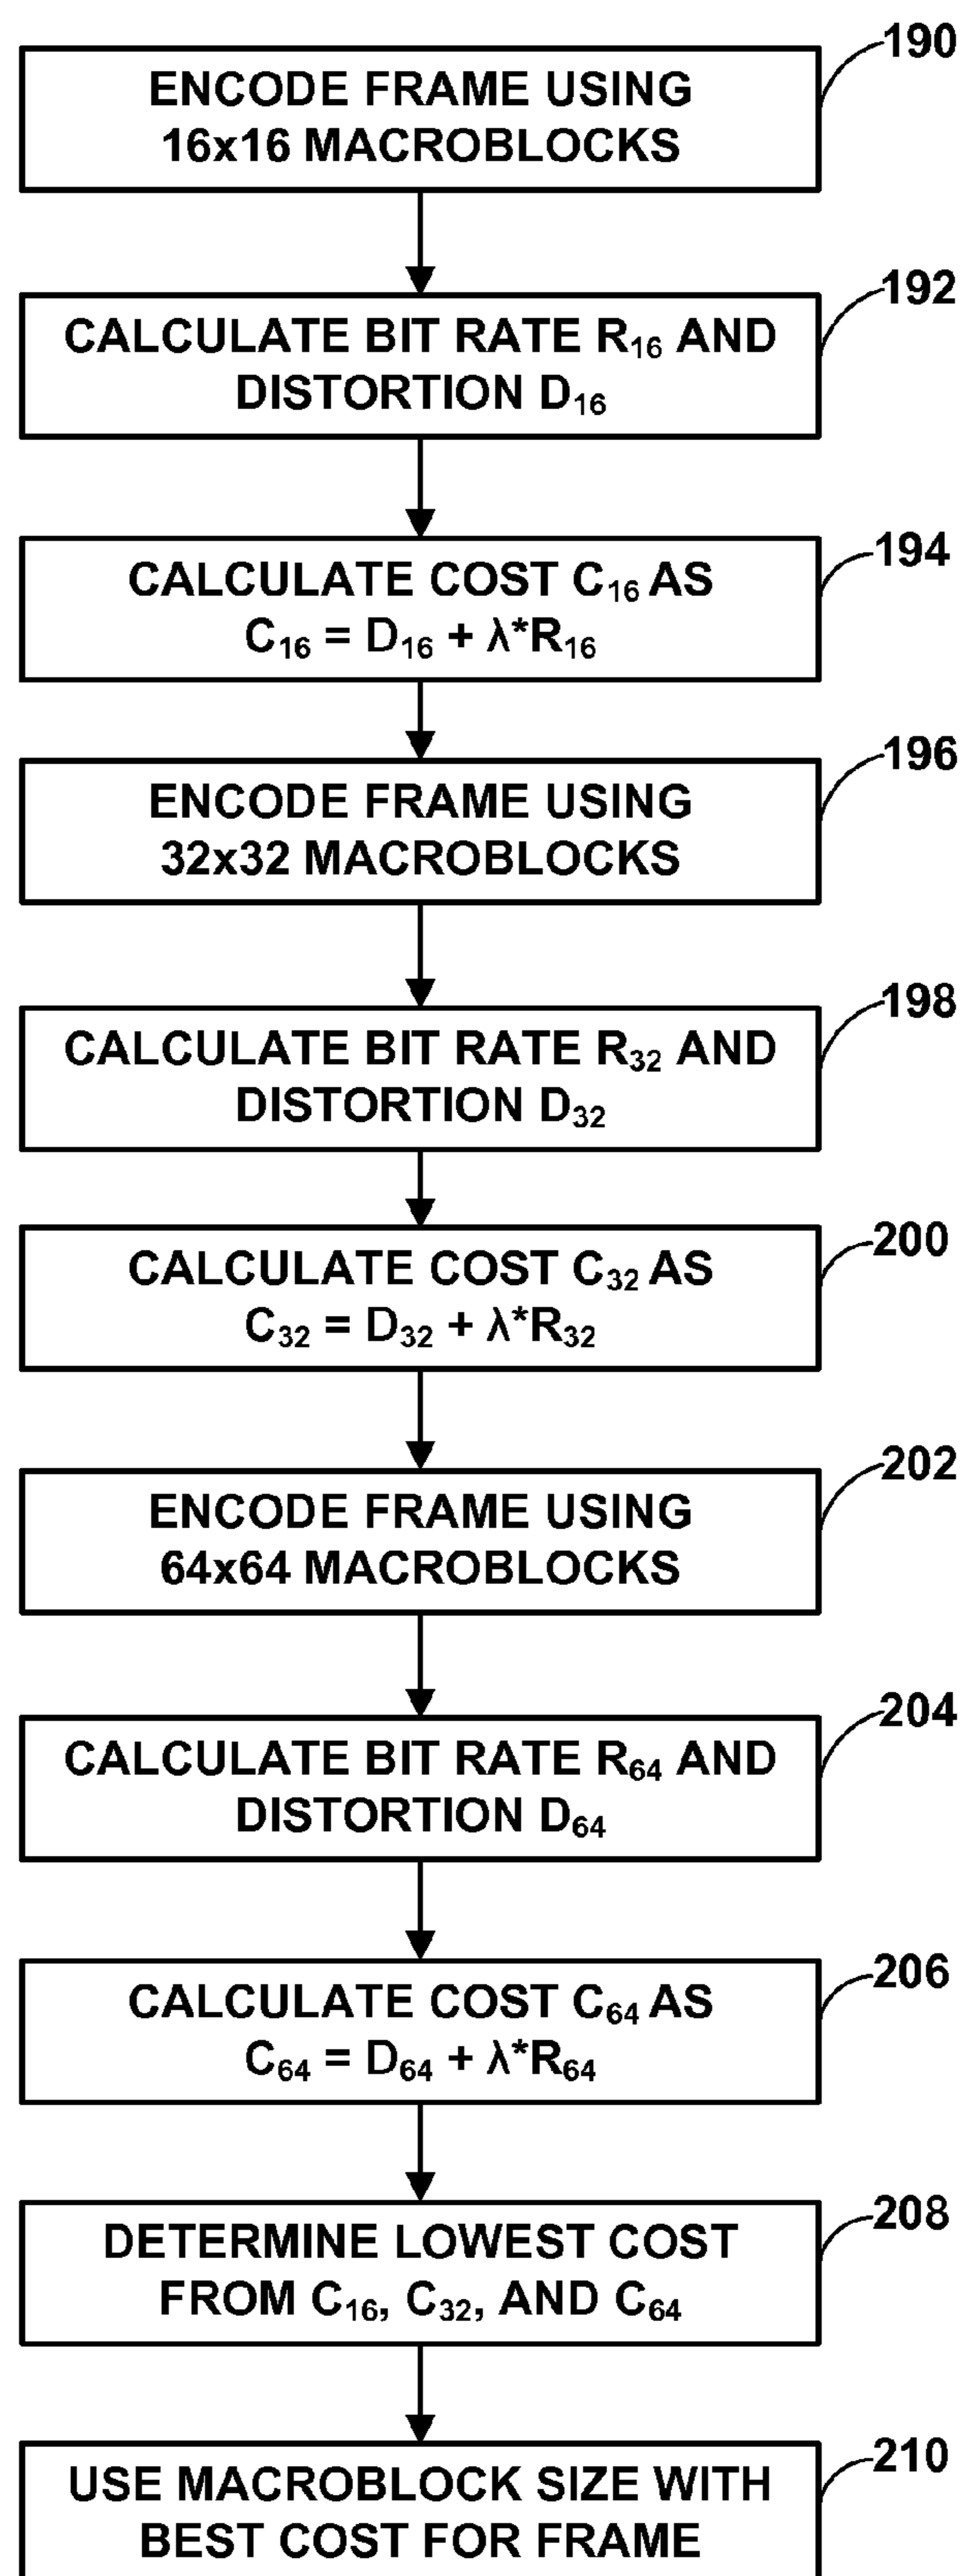 190
ENCODE FRAME USING
16x16 MACROBLOCKS
192
CALCULATE BIT RATE R₁₆ AND
DISTORTION D₁₆
194
CALCULATE COST C₁₆ AS
C₁₆ = D₁₆ + λ*R₁₆
196
ENCODE FRAME USING
32x32 MACROBLOCKS
198
CALCULATE BIT RATE R₃₂ AND
DISTORTION D₃₂
200
CALCULATE COST C₃₂ AS
C₃₂ = D₃₂ + λ*R₃₂
202
ENCODE FRAME USING
64x64 MACROBLOCKS
204
CALCULATE BIT RATE R₆₄ AND
DISTORTION D₆₄
206
CALCULATE COST C₆₄ AS
C₆₄ = D₆₄ + λ*R₆₄
208
DETERMINE LOWEST COST
FROM C₁₆, C₃₂, AND C₆₄
210
USE MACROBLOCK SIZE WITH
BEST COST FOR FRAME